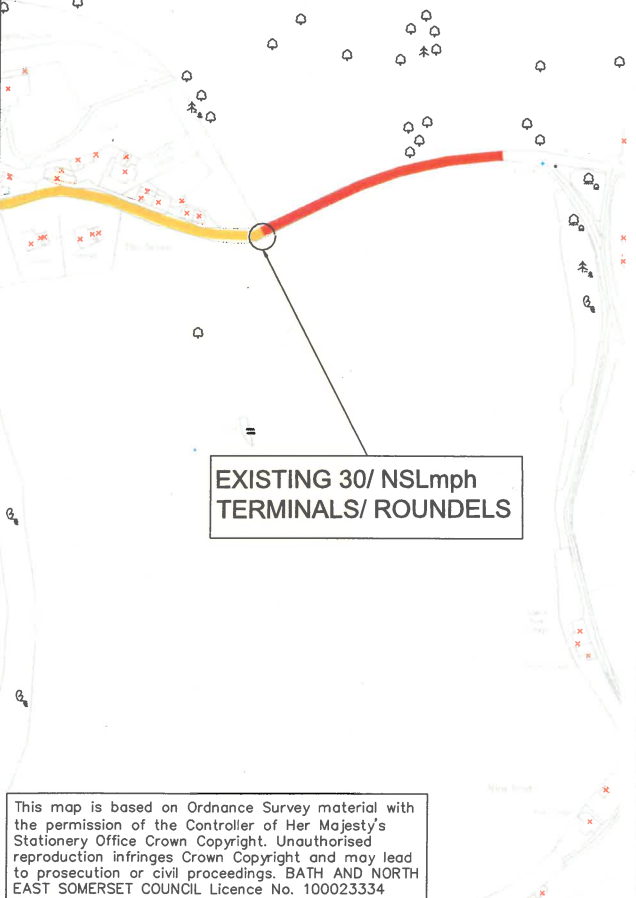 EXISTING 30/ NSLmph
TERMINALS/ ROUNDELS
This map is based on Ordnance Survey material with
the permission of the Controller of Her Majesty's
Stationery Office Crown Copyright. Unauthorised
reproduction infringes Crown Copyright and may lead
to prosecution or civil proceedings. BATH AND NORTH
EAST SOMERSET COUNCIL Licence No. 100023334